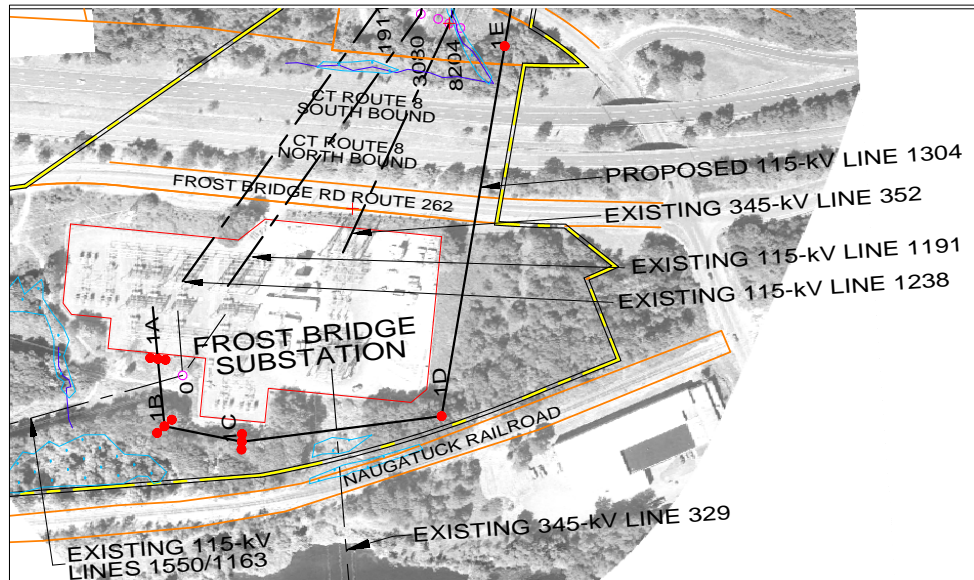 1911
3080
8204
1E
CT ROUTE 8
SOUTH BOUND
CT ROUTE 8
NORTH BOUND
PROPOSED 115-kV LINE 1304
FROST BRIDGE RD ROUTE 262
EXISTING 345-kV LINE 352
EXISTING 115-kV LINE 1191
EXISTING 115-kV LINE 1238
1A
FROST BRIDGE
SUBSTATION
0
1B
1C
1D
NAUGATUCK RAILROAD
EXISTING 345-kV LINE 329
EXISTING 115-kV
LINES 1550/1163